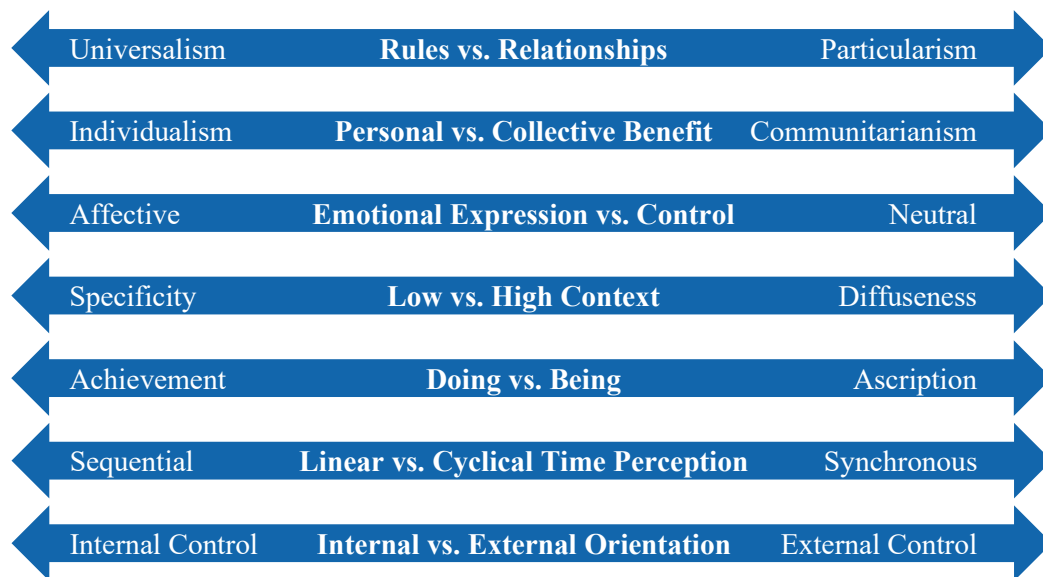 Universalism Rules vs. Relationships Particularism
Individualism Personal vs. Collective Benefit Communitarianism
Affective Emotional Expression vs. Control Neutral
Specificity Low vs. High Context Diffuseness
Achievement Doing vs. Being Ascription
Sequential Linear vs. Cyclical Time Perception Synchronous
Internal Control Internal vs. External Orientation External Control